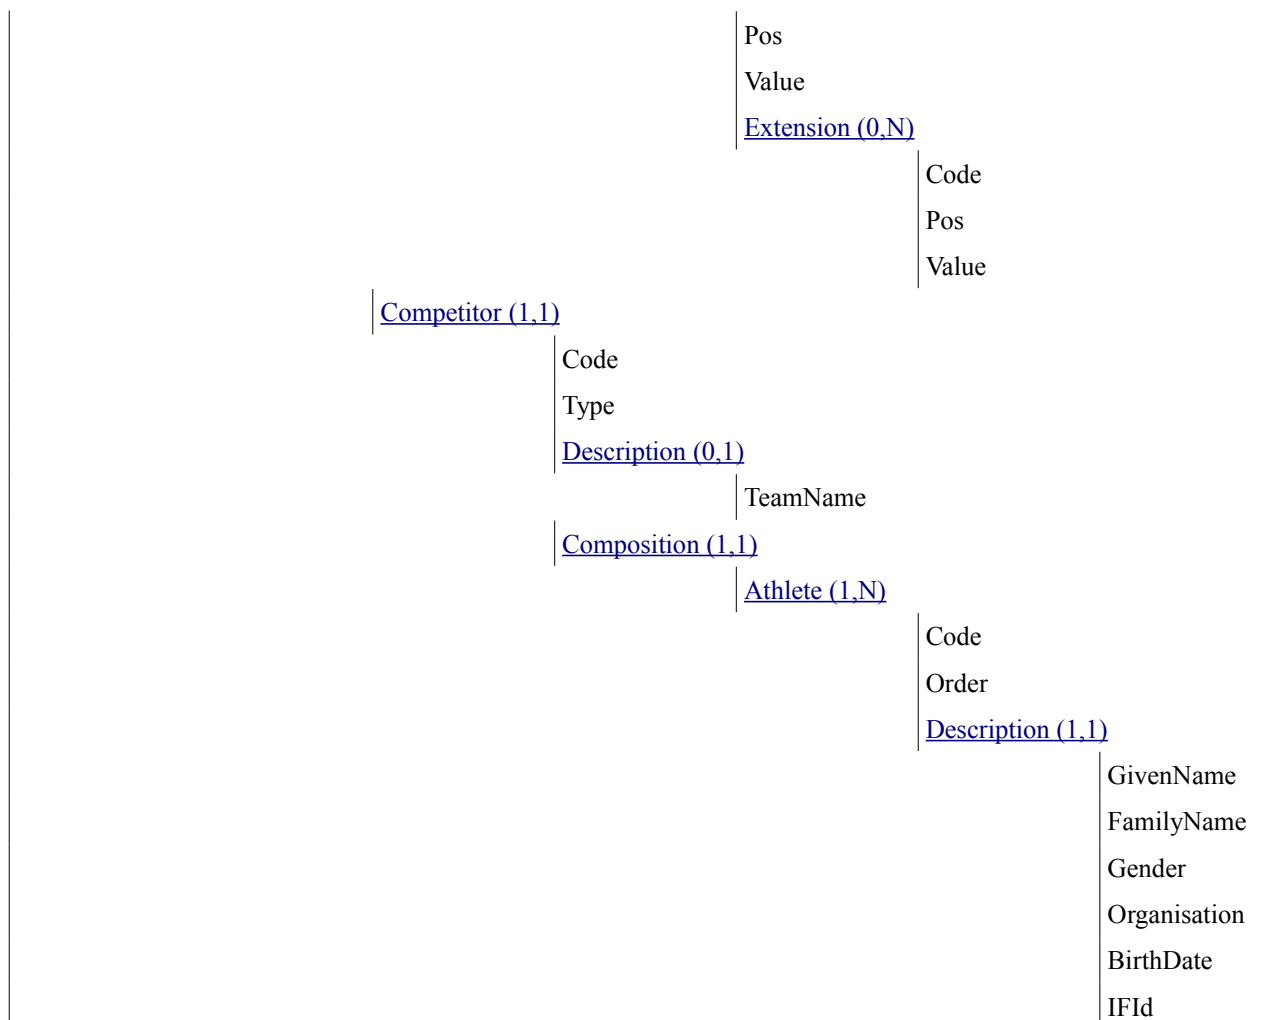 Pos
Value
Extension (0,N)
Code
Pos
Value
Competitor (1,1)
Code
Type
Description (0,1)
TeamName
Composition (1,1)
Athlete (1,N)
Code
Order
Description (1,1)
GivenName
FamilyName
Gender
Organisation
BirthDate
IFId